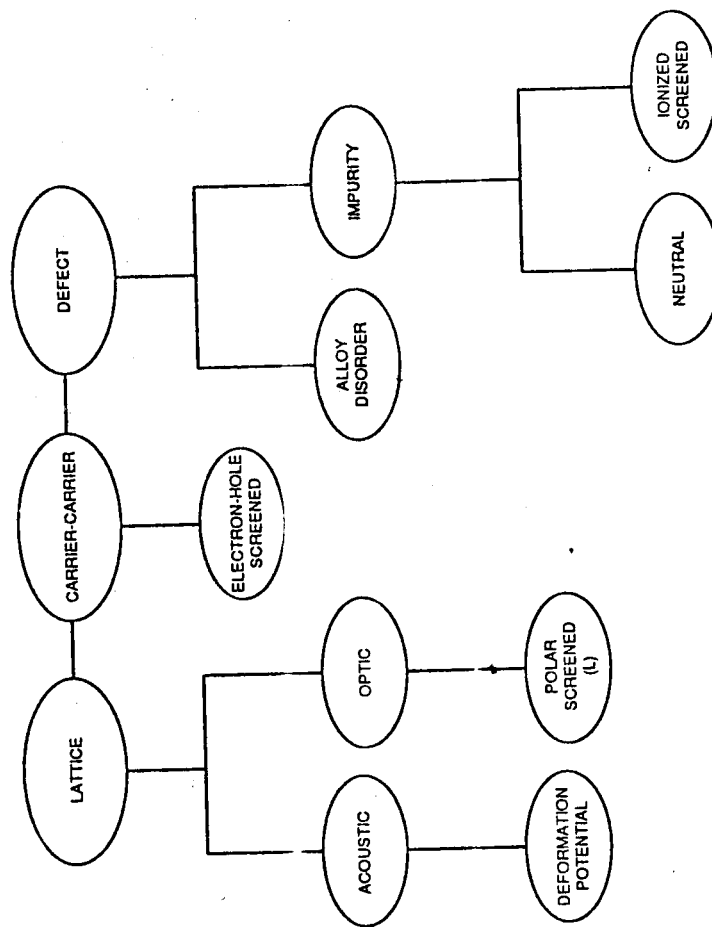 LATTICE
CARRIER-CARRIER
DEFECT
ACOUSTIC
OPTIC
ELECTRON-HOLE
SCREENED
ALLOY
DISORDER
IMPURITY
DEFORMATION
POTENTIAL
POLAR
SCREENED
(L)
NEUTRAL
IONIZED
SCREENED